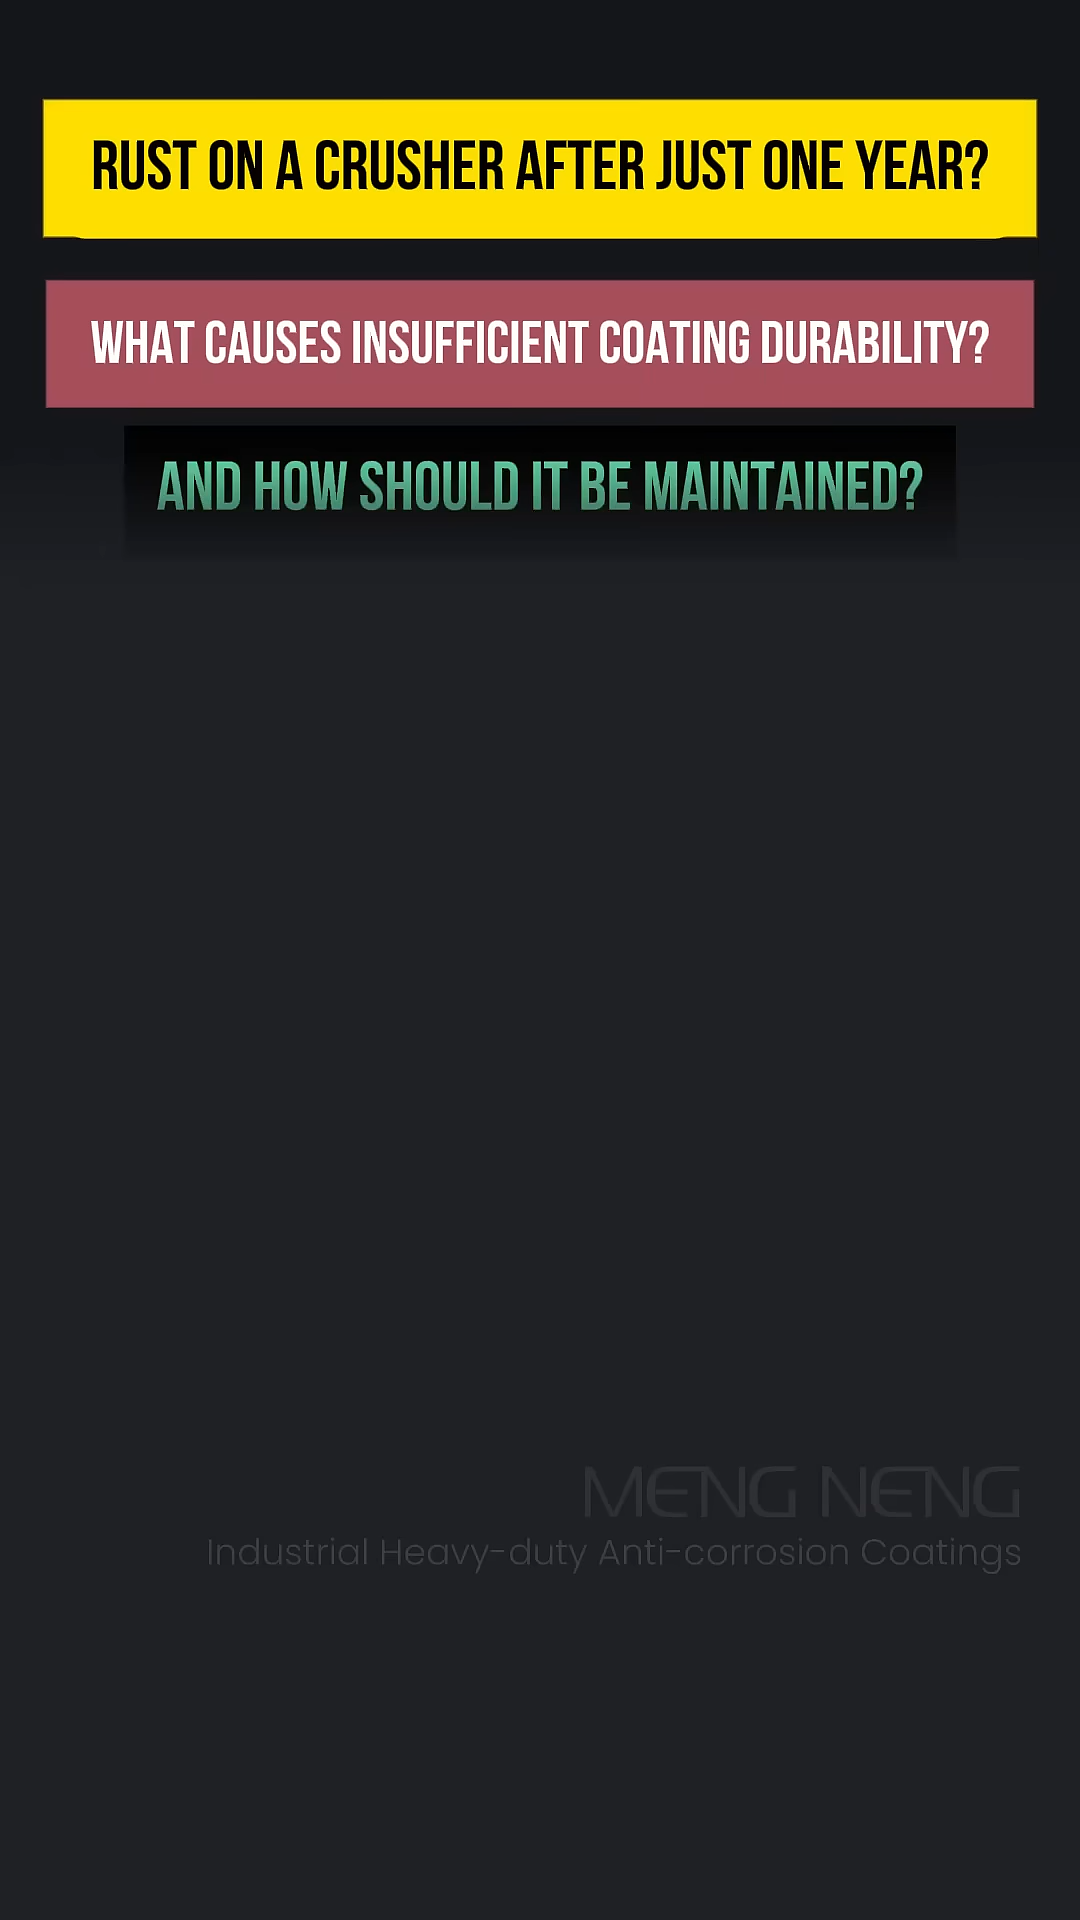 RUST ON A CRUSHER AFTER JUST ONE YEAR?
WHAT CAUSES INSUFFICIENT COATING DURABILITY?
AND HOW SHOULD IT BE MAINTAINED?
MENG NENG
Industrial Heavy-duty Anti-corrosion Coatings